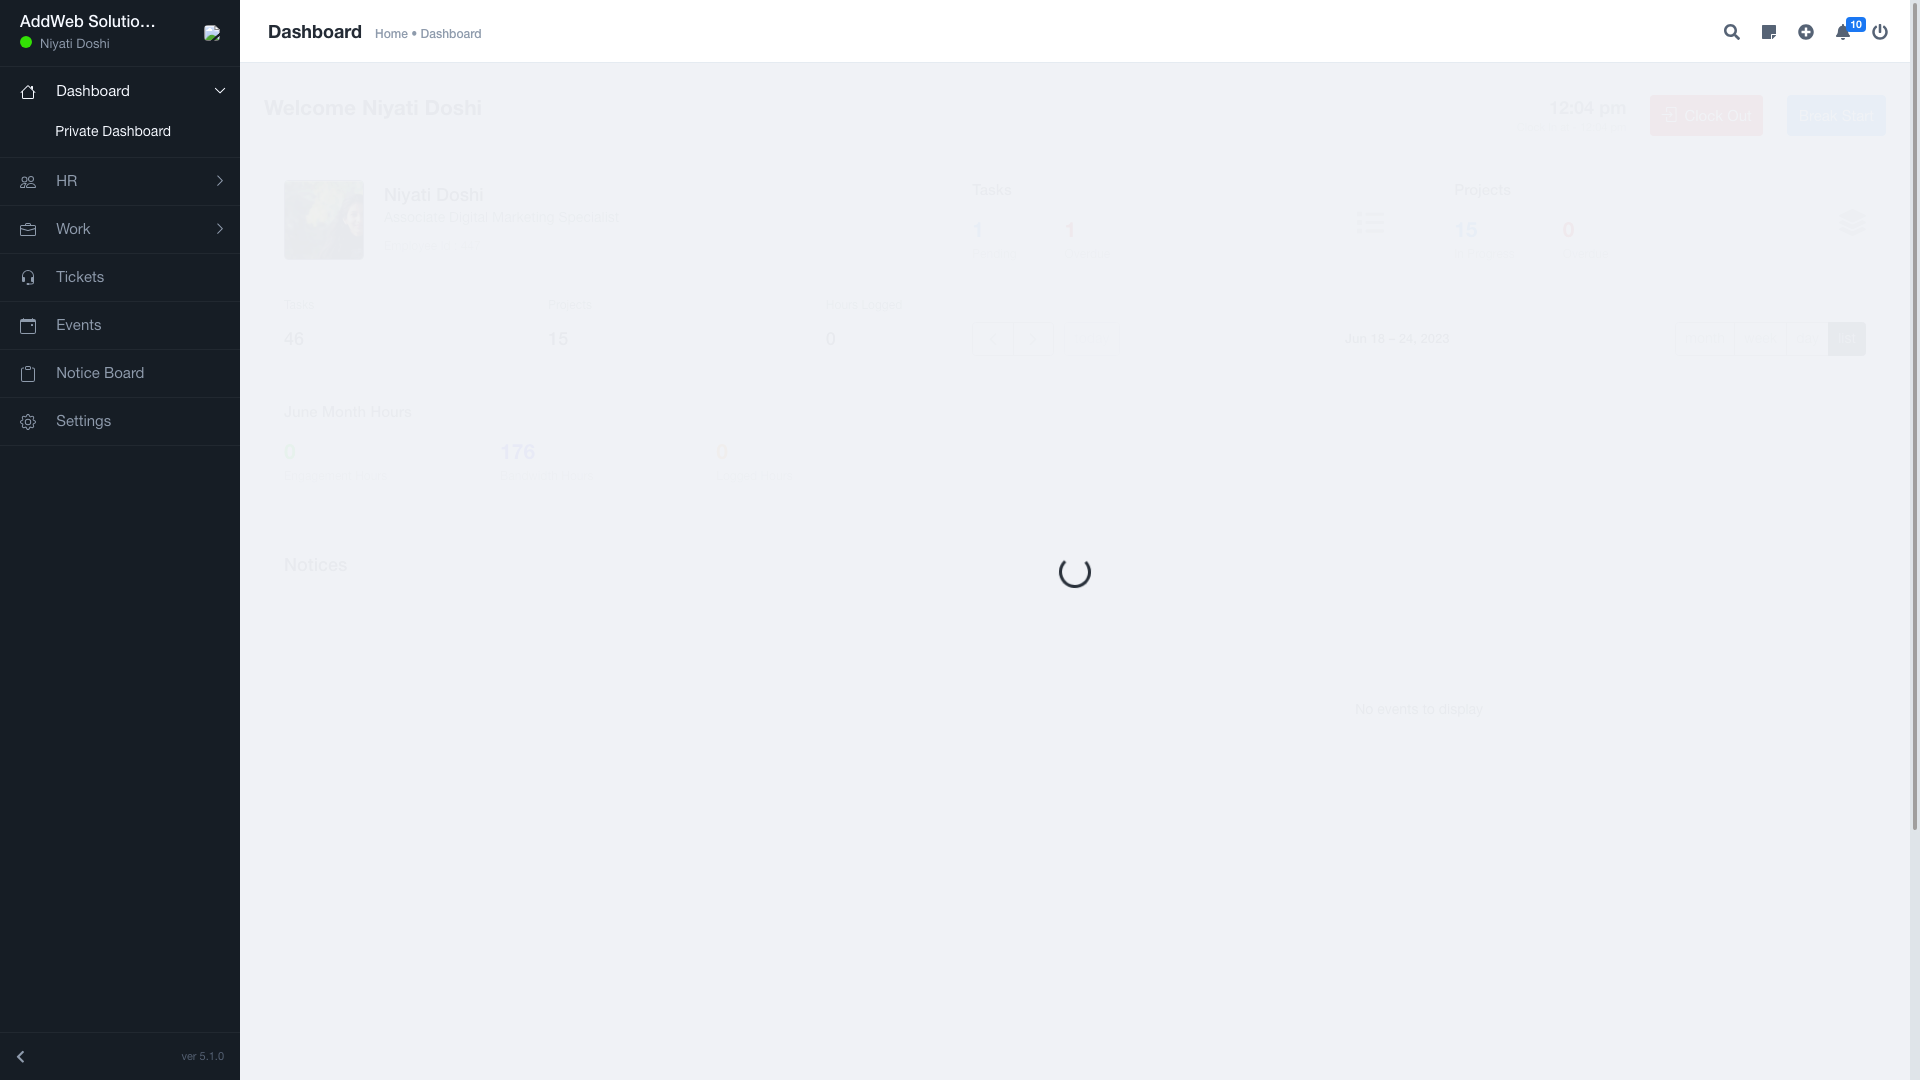 AddWeb Solutio...
Niyati Doshi
Dashboard
Private Dashboard
HR
Work
Tickets
Events
Notice Board
Settings
ver 5.1.0
Dashboard
Home • Dashboard
10
Welcome Niyati Doshi
12:04 pm
Clock Out
Break Start
Niyati Doshi
Associate Digital Marketing Specialist
Tasks
1
1
Projects
15
0
46
15
0
Hours Logged
Jun 18 – 24, 2023
June Month Hours
0
176
0
Notices
No events to display